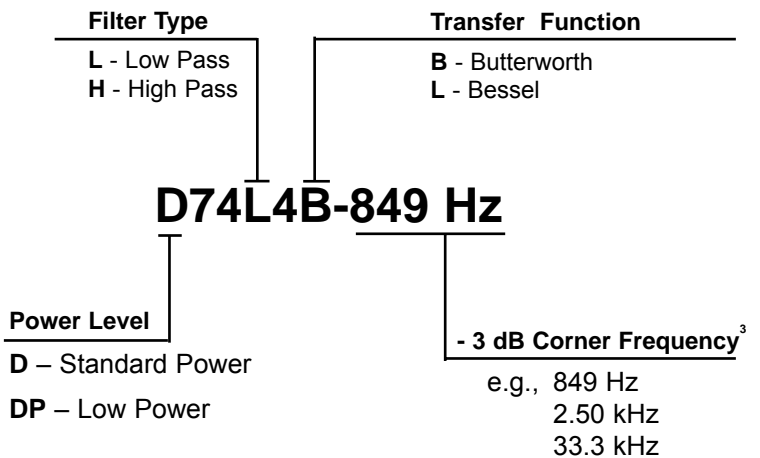 Filter Type
L - Low Pass
H - High Pass
Transfer Function
B - Butterworth
L - Bessel
D74L4B-849 Hz
Power Level
D – Standard Power
DP – Low Power
- 3 dB Corner Frequency³
e.g., 849 Hz
2.50 kHz
33.3 kHz